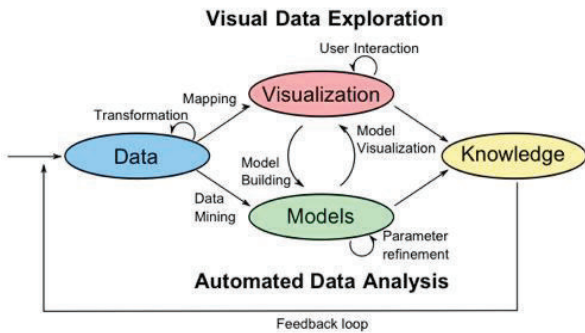 Visual Data Exploration
User Interaction
Visualization
Mapping
Transformation
Data
Model
Building
Model
Visualization
Knowledge
Data
Mining
Models
Parameter
refinement
Automated Data Analysis
Feedback loop